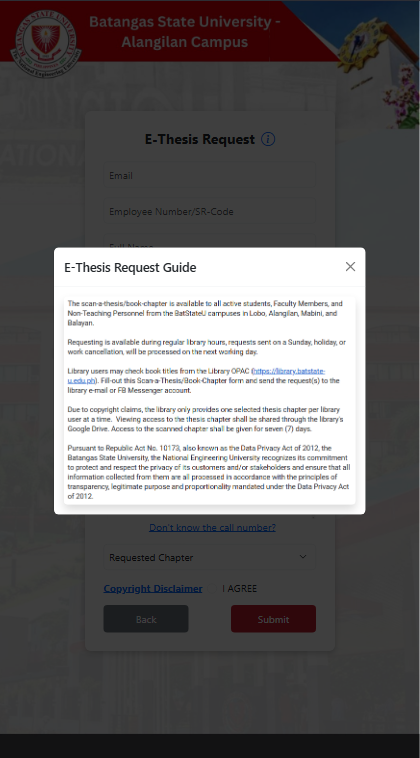 Batangas State University -
Alangilan Campus
E-Thesis Request
Email
Employee Number/SR-Code
Full Name
E-Thesis Request Guide
The scan-a-thesis/book-chapter is available to all active students, Faculty Members, and
Non-Teaching Personnel from the BatStateU campuses in Lobo, Alangilan, Mabini, and
Balayan.
Requesting is available during regular library hours, requests sent on a Sunday, holiday, or
work cancellation, will be processed on the next working day.
Library users may check book titles from the Library OPAC (https://library.batstate-
u.edu.ph). Fill-out this Scan-a-Thesis/Book-Chapter form and send the request(s) to the
library e-mail or FB Messenger account.
Due to copyright claims, the library only provides one selected thesis chapter per library
user at a time. Viewing access to the thesis chapter shall be shared through the library's
Google Drive. Access to the scanned chapter shall be given for seven (7) days.
Pursuant to Republic Act No. 10173, also known as the Data Privacy Act of 2012, the
Batangas State University, the National Engineering University recognizes its commitment
to protect and respect the privacy of its customers and/or stakeholders and ensure that all
information collected from them are all processed in accordance with the principles of
transparency, legitimate purpose and proportionality mandated under the Data Privacy Act
of 2012.
Don't know the call number?
Requested Chapter
Copyright Disclaimer I AGREE
Back Submit